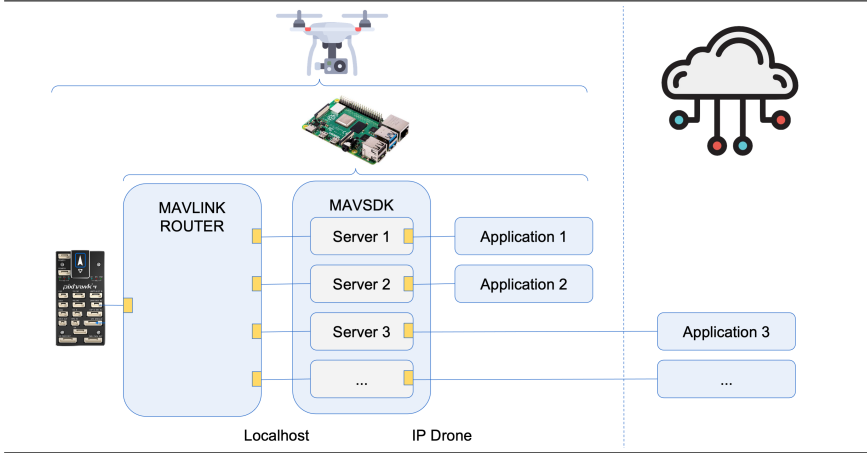 MAVLINK
ROUTER
MAVSDK
Server 1
Application 1
Server 2
Application 2
pixhawk 4
Server 3
Application 3
...
...
Localhost
IP Drone